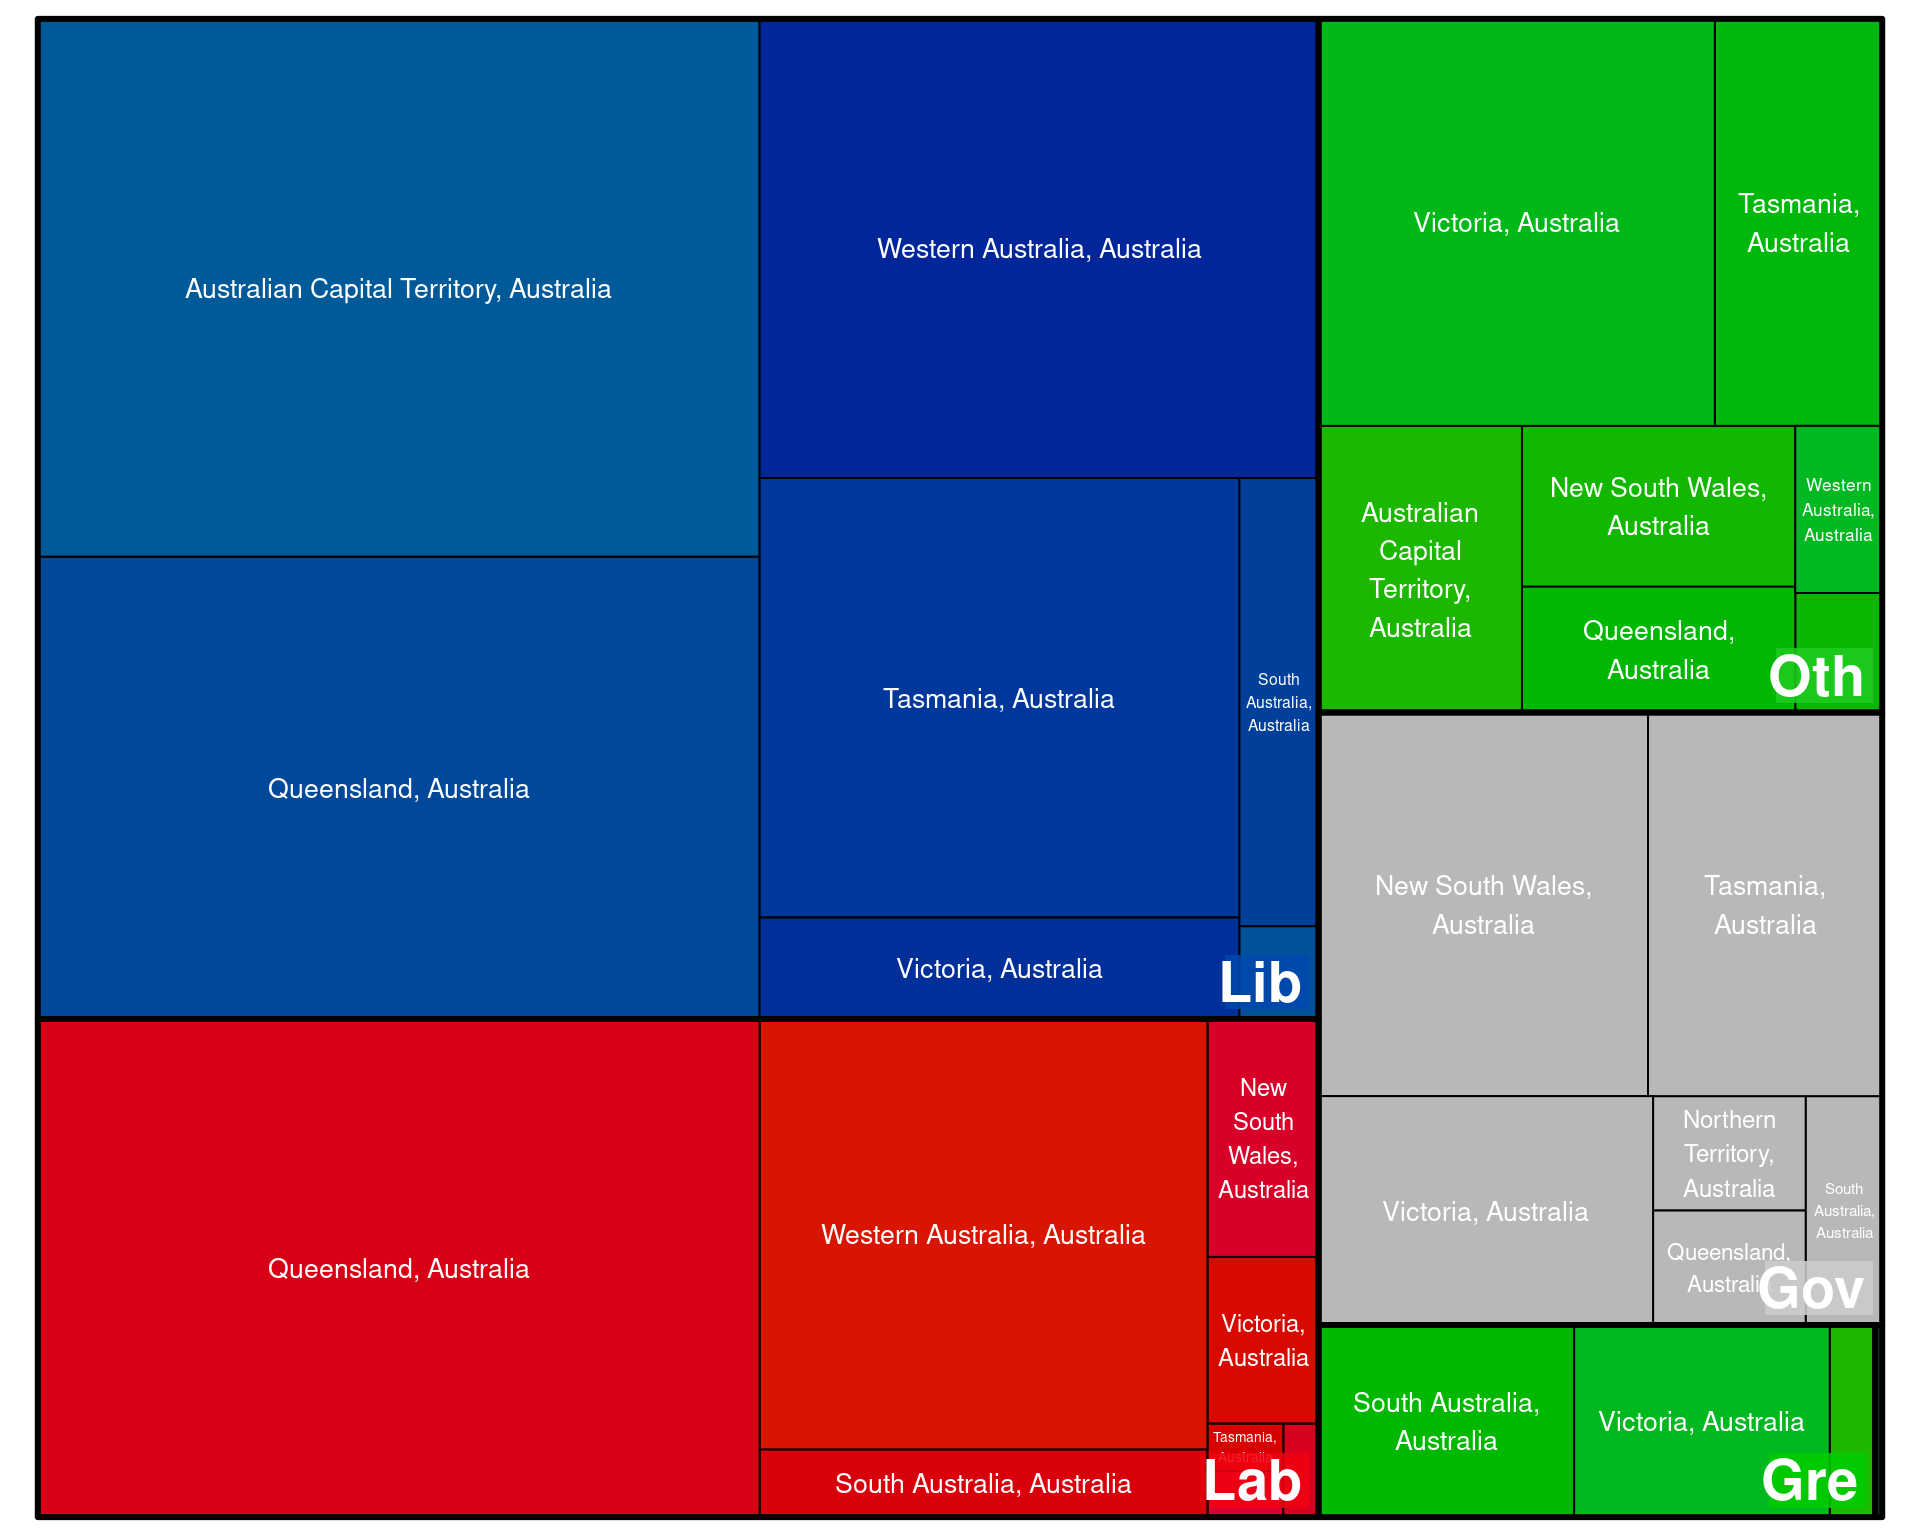 Australian Capital Territory, Australia
Queensland, Australia
Western Australia, Australia
Tasmania, Australia
South
Australia,
Australia
Victoria, Australia
Lib
Queensland, Australia
Western Australia, Australia
South Australia, Australia
New
South
Wales,
Australia
Victoria,
Australia
Tasmania,
Australia
Lab
Victoria, Australia
Tasmania,
Australia
Australian
Capital
Territory,
Australia
New South Wales,
Australia
Queensland,
Australia
Western
Australia,
Australia
Oth
New South Wales,
Australia
Tasmania,
Australia
Victoria, Australia
Northern
Territory,
Australia
Queensland,
Australia
South
Australia,
Australia
Gov
South Australia,
Australia
Victoria, Australia
Gre